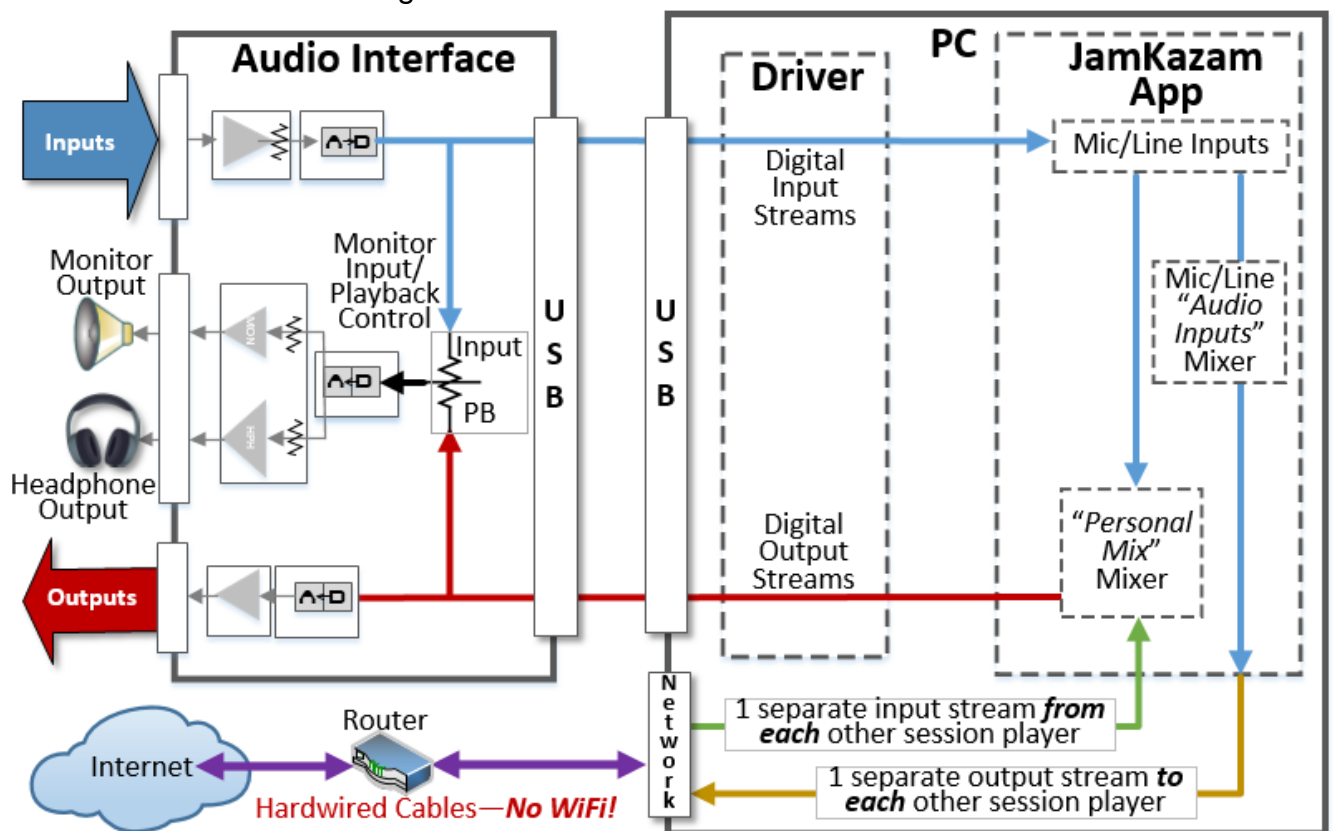 Audio Interface
PC
JamKazam
App
Driver
Inputs
A→D
Mic/Line Inputs
Digital
Input
Streams
Monitor
Input/
Playback
Control
Monitor
Output
U
S
B
U
S
B
Mic/Line
“Audio
Inputs”
Mixer
MON
Input
A←D
PB
HPH
Headphone
Output
“Personal
Mix”
Mixer
Digital
Output
Streams
Outputs
A←D
N
e
t
w
o
r
k
1 separate input stream from
each other session player
Router
Internet
1 separate output stream to
each other session player
Hardwired Cables—No WiFi!